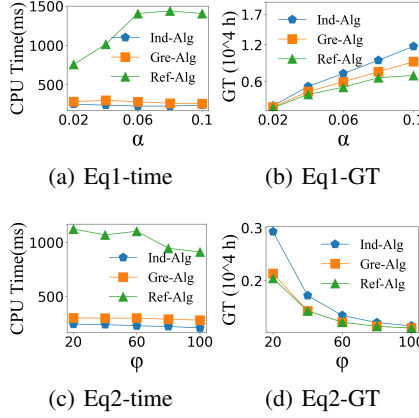 CPU Time(ms)
1500
1000
500
Ind-Alg
Gre-Alg
Ref-Alg
0.02 0.06 0.1
α
(a) Eq1-time
GT (10^4 h)
1.7
1.2
0.6
Ind-Alg
Gre-Alg
Ref-Alg
0.02 0.06 0.1
α
(b) Eq1-GT
CPU Time(ms)
1000
500
Ind-Alg
Gre-Alg
Ref-Alg
20 60 100
φ
(c) Eq2-time
GT (10^4 h)
0.3
0.2
Ind-Alg
Gre-Alg
Ref-Alg
20 60 100
φ
(d) Eq2-GT